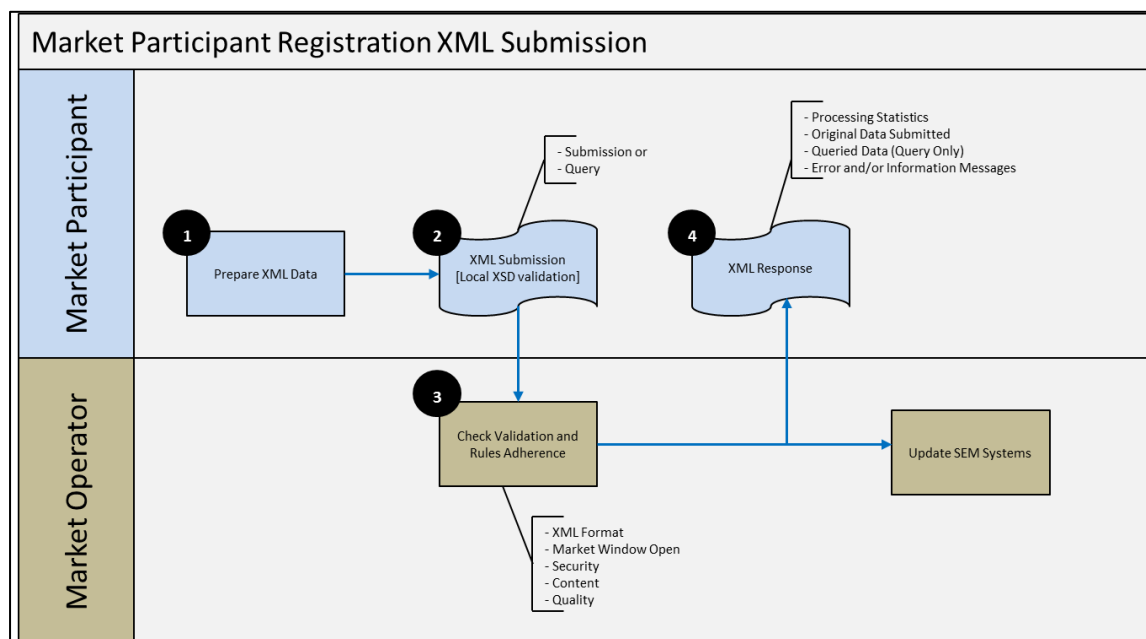 Market Participant Registration XML Submission
Market Participant
- Submission or
- Query
- Processing Statistics
- Original Data Submitted
- Queried Data (Query Only)
- Error and/or Information Messages
1
Prepare XML Data
2
XML Submission
[Local XSD validation]
4
XML Response
Market Operator
3
Check Validation and
Rules Adherence
Update SEM Systems
- XML Format
- Market Window Open
- Security
- Content
- Quality